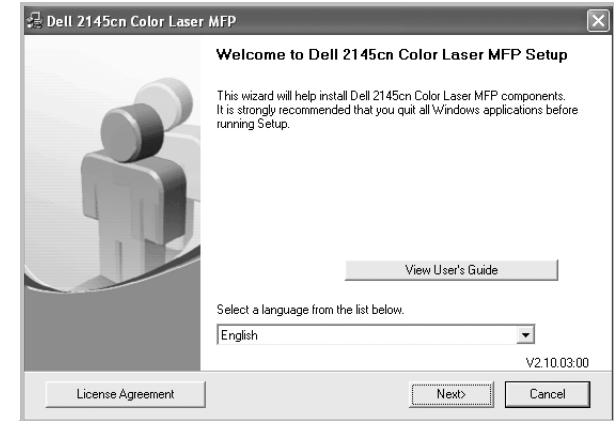 Dell 2145cn Color Laser MFP
Welcome to Dell 2145cn Color Laser MFP Setup
This wizard will help install Dell 2145cn Color Laser MFP components.
It is strongly recommended that you quit all Windows applications before
running Setup.
View User's Guide
Select a language from the list below.
English
V2.10.03:00
License Agreement
Next>
Cancel